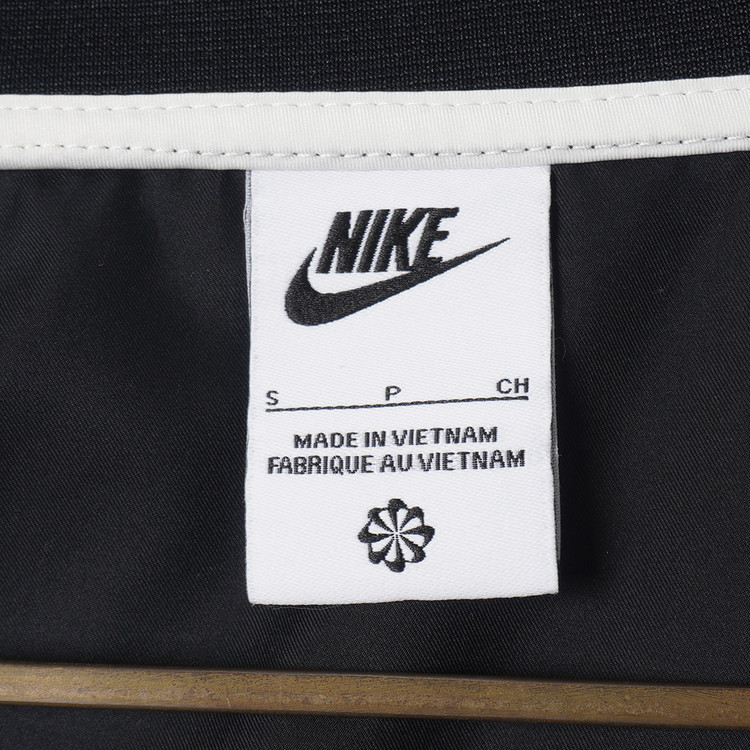 NIKE
S P CH
MADE IN VIETNAM
FABRIQUE AU VIETNAM